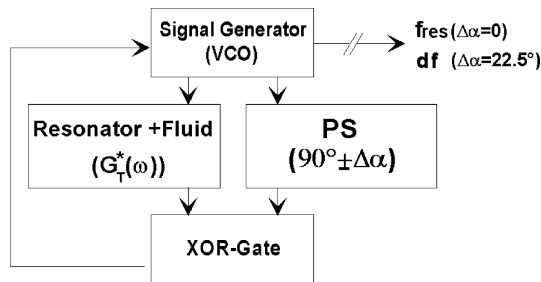 Signal Generator
(VCO)
fres(Δα=0)
df (Δα=22.5°)
Resonator +Fluid
(G*T(ω))
PS
(90°±Δα)
XOR-Gate